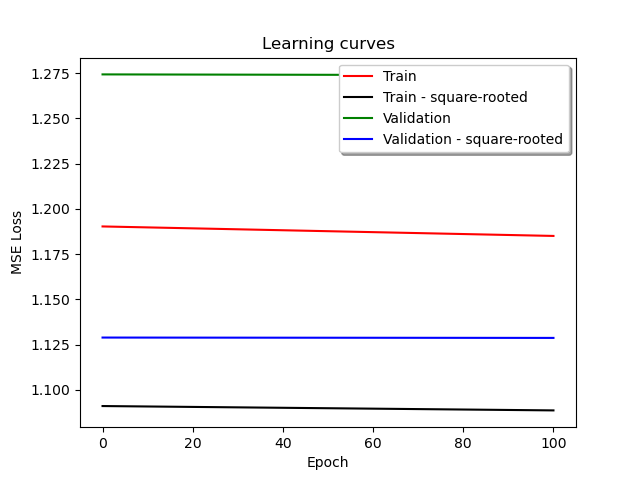 Learning curves
MSE Loss
1.275
1.250
1.225
1.200
1.175
1.150
1.125
1.100
Train
Train - square-rooted
Validation
Validation - square-rooted
0 20 40 60 80 100
Epoch